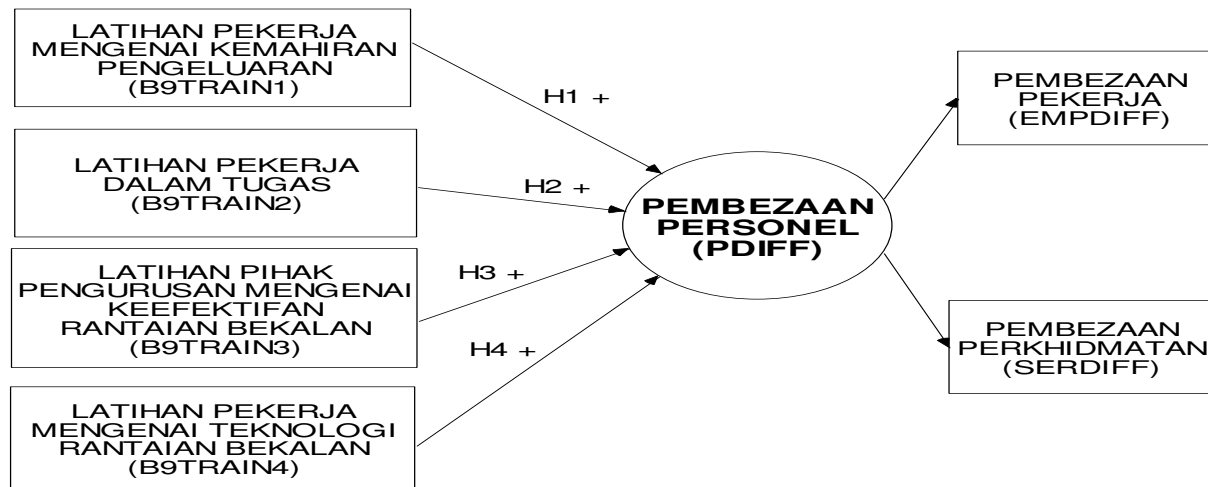 LATIHAN PEKERJA
MENGENAI KEMAHIRAN
PENGELUARAN
(B9TRAIN1)
H1 +
LATIHAN PEKERJA
DALAM TUGAS
(B9TRAIN2)
H2 +
LATIHAN PIHAK
PENGURUSAN MENGENAI
KEEFEKTIFAN
RANTAIAN BEKALAN
(B9TRAIN3)
H3 +
LATIHAN PEKERJA
MENGENAI TEKNOLOGI
RANTAIAN BEKALAN
(B9TRAIN4)
H4 +
PEMBEZAAN
PERSONEL
(PDIFF)
PEMBEZAAN
PEKERJA
(EMPDIFF)
PEMBEZAAN
PERKHIDMATAN
(SERDIFF)